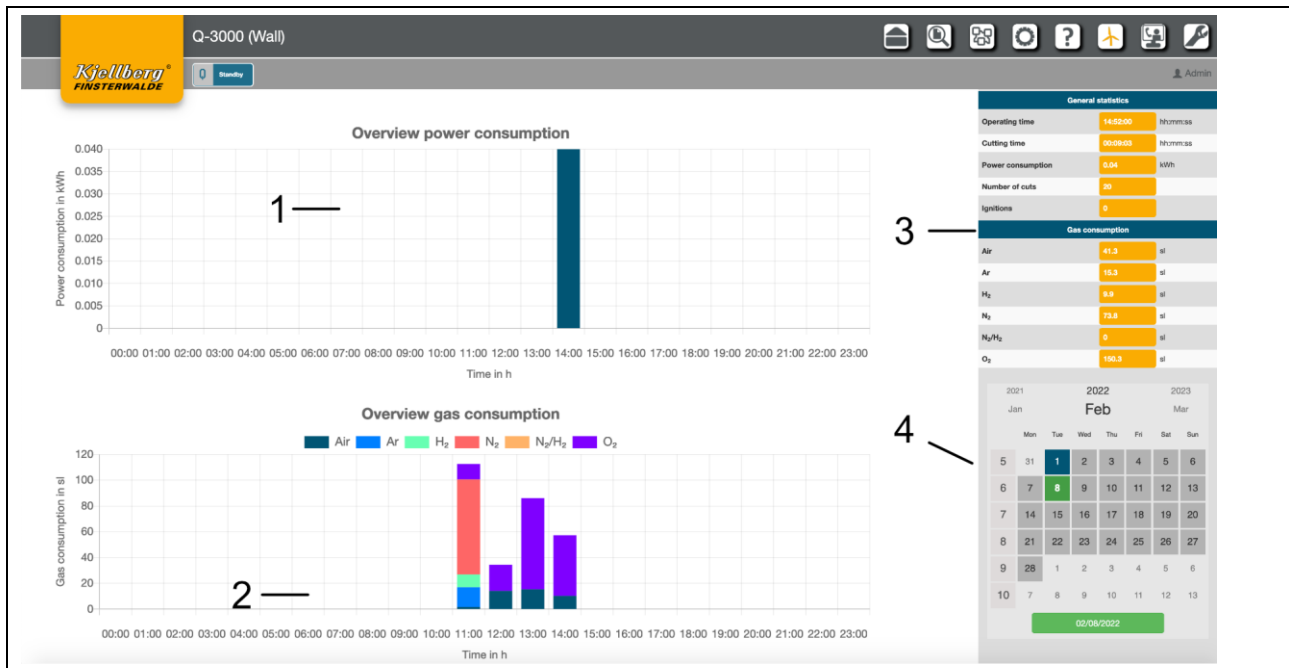 Q-3000 (Wall)
Kjellberg®
FINSTERWALDE
Standby
Admin
Overview power consumption
Power consumption in kWh
0.040
0.035
0.030
0.025
0.020
0.015
0.010
0.005
0
00:00 01:00 02:00 03:00 04:00 05:00 06:00 07:00 08:00 09:00 10:00 11:00 12:00 13:00 14:00 15:00 16:00 17:00 18:00 19:00 20:00 21:00 22:00 23:00
Time in h
1
Overview gas consumption
Air Ar H₂ N₂ N₂/H₂ O₂
Gas consumption in sl
120
100
80
60
40
20
0
00:00 01:00 02:00 03:00 04:00 05:00 06:00 07:00 08:00 09:00 10:00 11:00 12:00 13:00 14:00 15:00 16:00 17:00 18:00 19:00 20:00 21:00 22:00 23:00
Time in h
2
General statistics
Operating time 14:52:00 hh:mm:ss
Cutting time 00:09:03 hh:mm:ss
Power consumption 0.04 kWh
Number of cuts 20
Ignitions 0
3
Gas consumption
Air 41.3 sl
Ar 15.3 sl
H₂ 9.9 sl
N₂ 73.8 sl
N₂/H₂ 0 sl
O₂ 150.3 sl
4
2021 2022 2023
Jan Feb Mar
Mon Tue Wed Thu Fri Sat Sun
5 31 1 2 3 4 5 6
6 7 8 9 10 11 12 13
7 14 15 16 17 18 19 20
8 21 22 23 24 25 26 27
9 28 1 2 3 4 5 6
10 7 8 9 10 11 12 13
02/08/2022